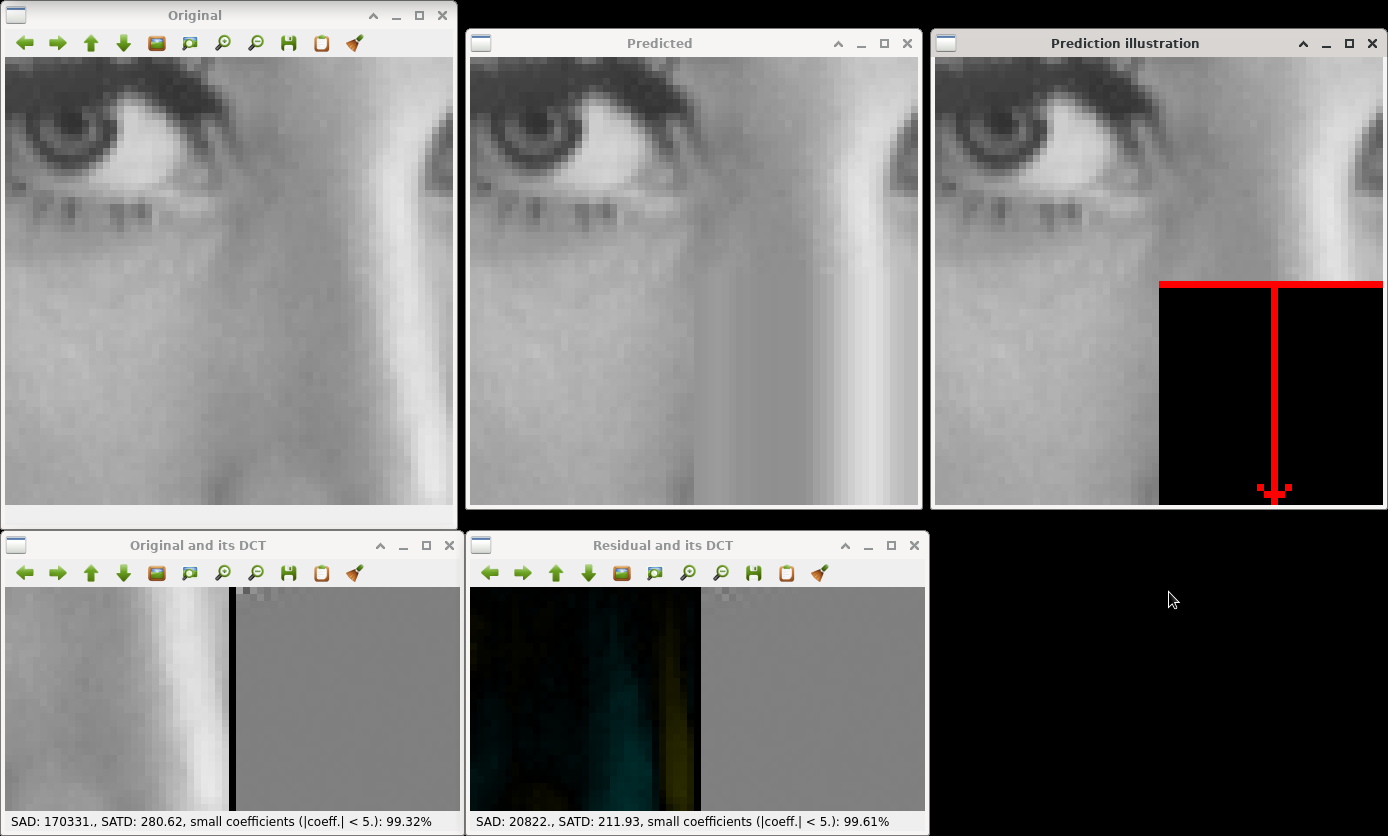 Original
Predicted
Prediction illustration
Original and its DCT
Residual and its DCT
SAD: 170331., SATD: 280.62, small coefficients (|coeff.| < 5.): 99.32%
SAD: 20822., SATD: 211.93, small coefficients (|coeff.| < 5.): 99.61%